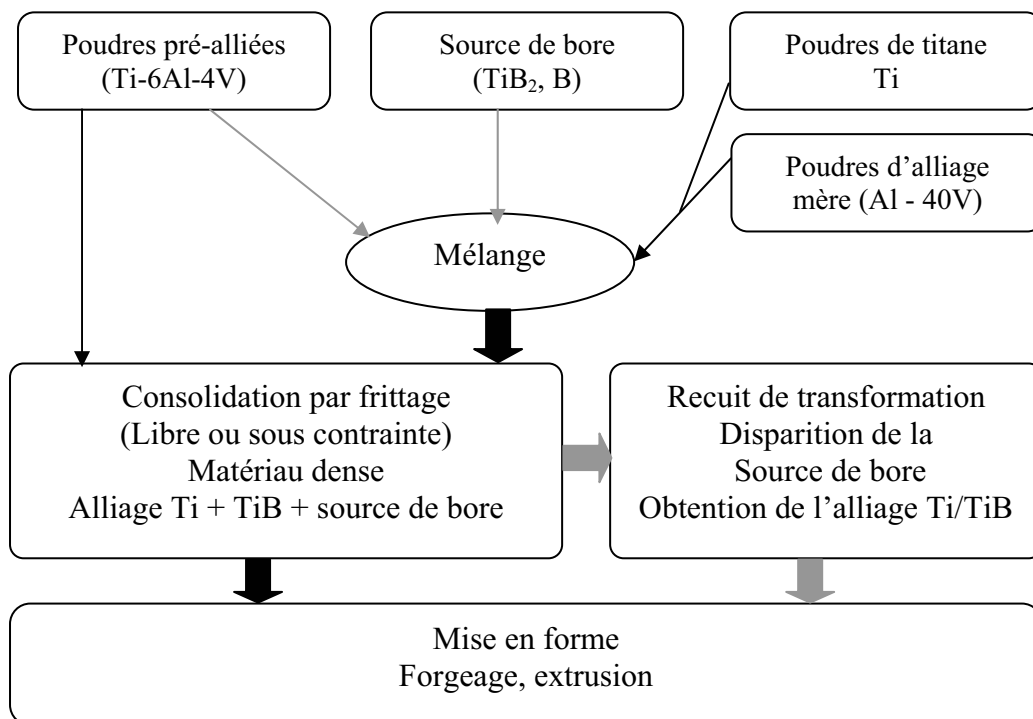 Poudres pré-alliées
(Ti-6Al-4V)
Source de bore
(TiB₂, B)
Poudres de titane
Ti
Poudres d’alliage
mère (Al - 40V)
Mélange
Consolidation par frittage
(Libre ou sous contrainte)
Matériau dense
Alliage Ti + TiB + source de bore
Recuit de transformation
Disparition de la
Source de bore
Obtention de l’alliage Ti/TiB
Mise en forme
Forgeage, extrusion